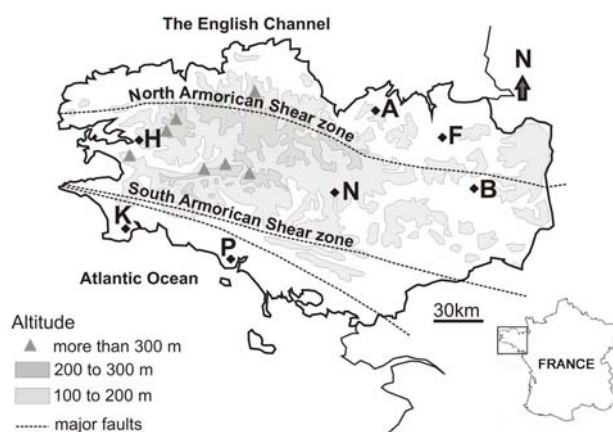 The English Channel
N
North Armorican Shear zone
A
F
H
N
B
South Armorican Shear zone
K
P
Atlantic Ocean
30km
Altitude
more than 300 m
200 to 300 m
100 to 200 m
major faults
FRANCE